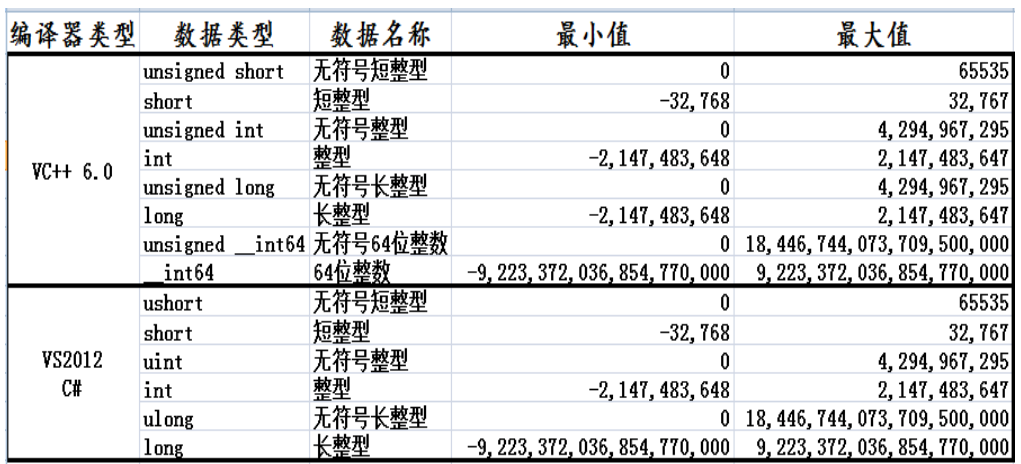 编译器类型 数据类型 数据名称 最小值 最大值
unsigned short 无符号短整型 0 65535
short 短整型 -32,768 32,767
unsigned int 无符号整型 0 4,294,967,295
int 整型 -2,147,483,648 2,147,483,647
VC++ 6.0
unsigned long 无符号长整型 0 4,294,967,295
long 长整型 -2,147,483,648 2,147,483,647
unsigned __int64 无符号64位整数 0 18,446,744,073,709,500,000
__int64 64位整数 -9,223,372,036,854,770,000 9,223,372,036,854,770,000
ushort 无符号短整型 0 65535
short 短整型 -32,768 32,767
VS2012
uint 无符号整型 0 4,294,967,295
C#
int 整型 -2,147,483,648 2,147,483,647
ulong 无符号长整型 0 18,446,744,073,709,500,000
long 长整型 -9,223,372,036,854,770,000 9,223,372,036,854,770,000